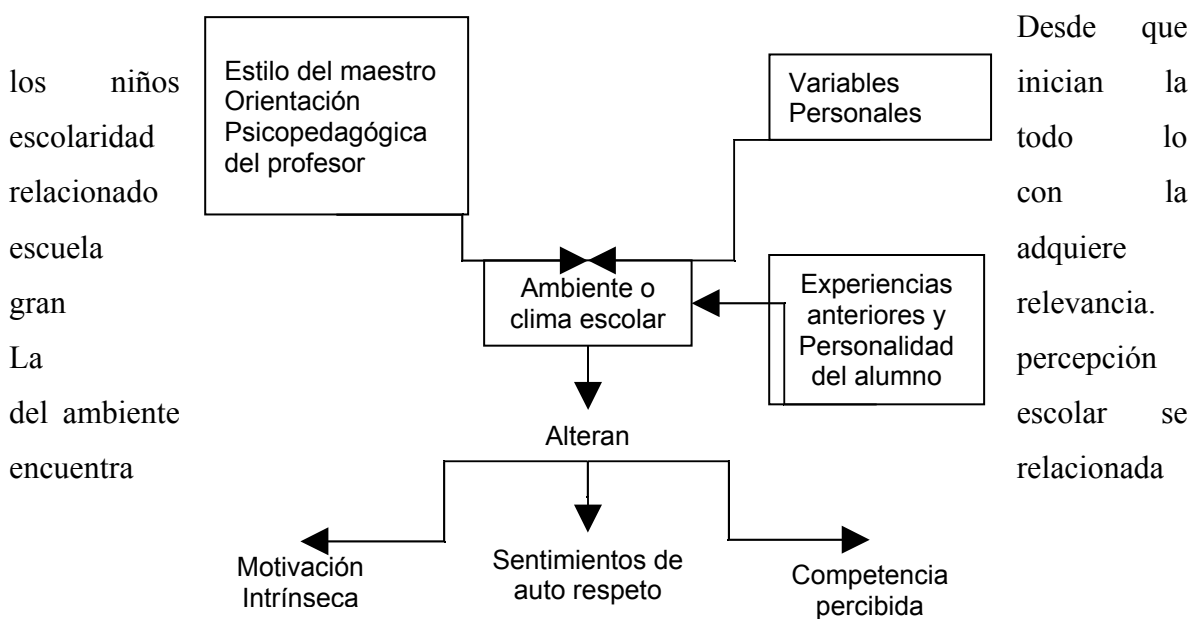 Desde que
los niños inician la
escolaridad todo lo
relacionado con la
escuela adquiere
gran relevancia.
La percepción
del ambiente escolar se
encuentra relacionada
Estilo del maestro
Orientación
Psicopedagógica
del profesor
Variables
Personales
Ambiente o
clima escolar
Experiencias
anteriores y
Personalidad
del alumno
Alteran
Motivación
Intrínseca
Sentimientos de
auto respeto
Competencia
percibida